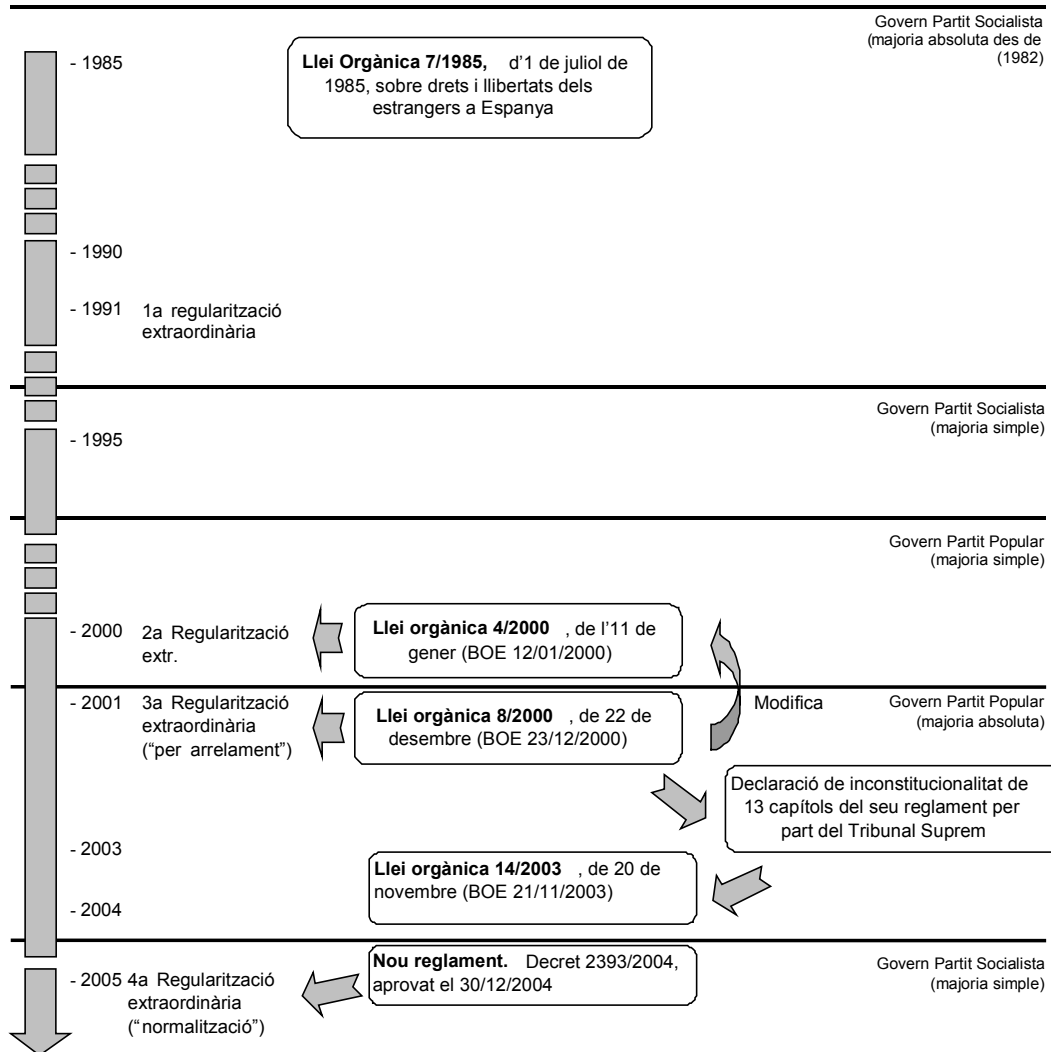 Govern Partit Socialista
(majoria absoluta des de
(1982)
- 1985
Llei Orgànica 7/1985, d’1 de juliol de
1985, sobre drets i llibertats dels
estrangers a Espanya
- 1990
- 1991 1a regularització
extraordinària
Govern Partit Socialista
(majoria simple)
- 1995
Govern Partit Popular
(majoria simple)
- 2000 2a Regularització
extr.
Llei orgànica 4/2000 , de l’11 de
gener (BOE 12/01/2000)
- 2001 3a Regularització
extraordinària
(“per arrelament”)
Llei orgànica 8/2000 , de 22 de
desembre (BOE 23/12/2000)
Modifica
Govern Partit Popular
(majoria absoluta)
Declaració de inconstitucionalitat de
13 capítols del seu reglament per
part del Tribunal Suprem
- 2003
Llei orgànica 14/2003 , de 20 de
novembre (BOE 21/11/2003)
- 2004
Nou reglament. Decret 2393/2004,
aprovat el 30/12/2004
Govern Partit Socialista
(majoria simple)
- 2005 4a Regularització
extraordinària
(“normalització”)